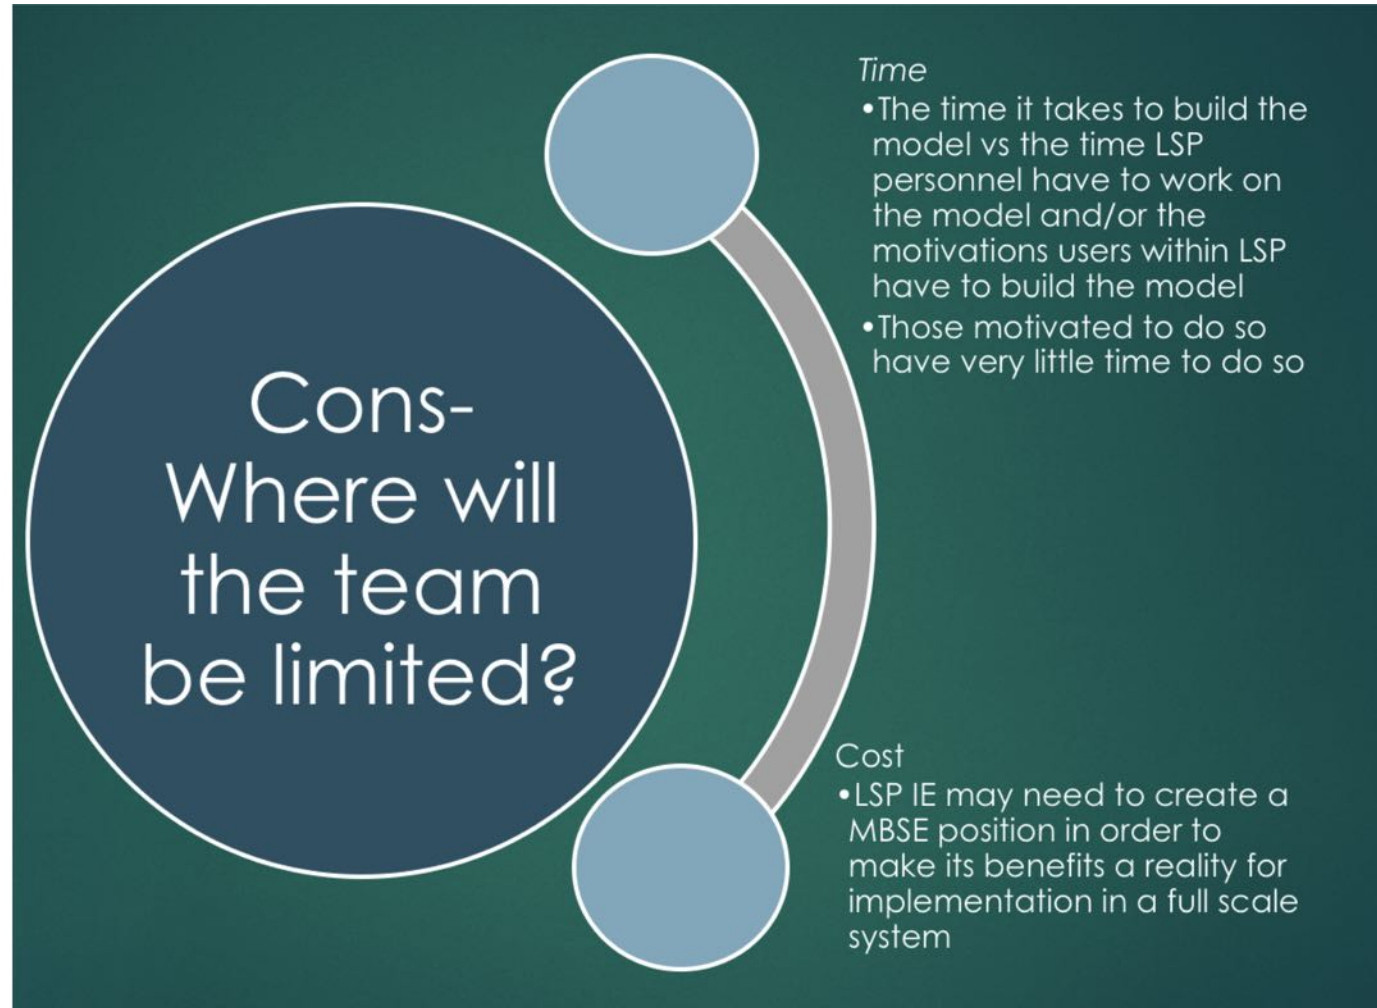 Cons-
Where will
the team
be limited?
Time
•The time it takes to build the
model vs the time LSP
personnel have to work on
the model and/or the
motivations users within LSP
have to build the model
•Those motivated to do so
have very little time to do so
Cost
•LSP IE may need to create a
MBSE position in order to
make its benefits a reality for
implementation in a full scale
system